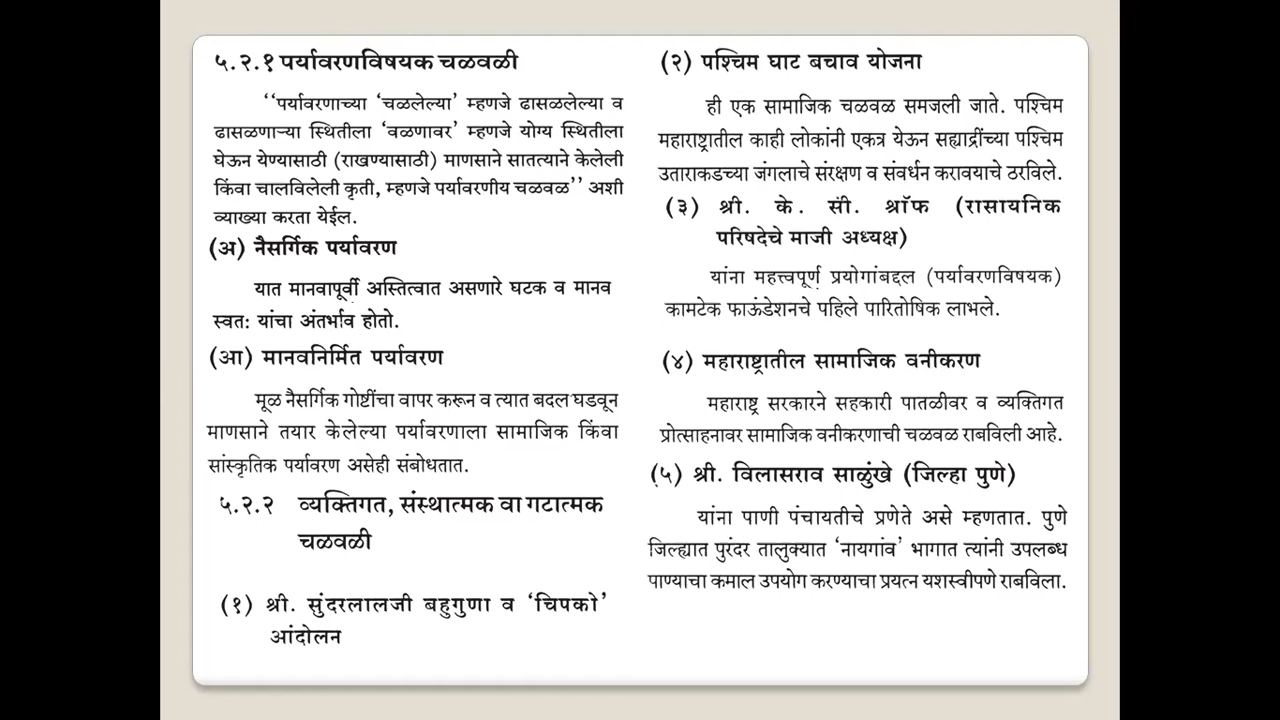 ५.२.१ पर्यावरणविषयक चळवळी
‘‘पर्यावरणाच्या ‘चळलेल्या’ म्हणजे ढासळलेल्या व
ढासळणाऱ्या स्थितीला ‘वळणावर’ म्हणजे योग्य स्थितीला
घेऊन येण्यासाठी (राखण्यासाठी) माणसाने सातत्याने केलेली
किंवा चालविलेली कृती, म्हणजे पर्यावरणीय चळवळ’’ अशी
व्याख्या करता येईल.
(अ) नैसर्गिक पर्यावरण
यात मानवापूर्वी अस्तित्वात असणारे घटक व मानव
स्वत: यांचा अंतर्भाव होतो.
(आ) मानवनिर्मित पर्यावरण
मूळ नैसर्गिक गोष्टींचा वापर करून व त्यात बदल घडवून
माणसाने तयार केलेल्या पर्यावरणाला सामाजिक किंवा
सांस्कृतिक पर्यावरण असेही संबोधतात.
५.२.२ व्यक्तिगत, संस्थात्मक वा गटात्मक
चळवळी
(१) श्री. सुंदरलालजी बहुगुणा व ‘चिपको’
आंदोलन
(२) पश्चिम घाट बचाव योजना
ही एक सामाजिक चळवळ समजली जाते. पश्चिम
महाराष्ट्रातील काही लोकांनी एकत्र येऊन सह्याद्रींच्या पश्चिम
उताराकडच्या जंगलाचे संरक्षण व संवर्धन करावयाचे ठरविले.
(३) श्री. के. सी. श्रॉफ (रासायनिक
परिषदेचे माजी अध्यक्ष)
यांना महत्त्वपूर्ण प्रयोगांबद्दल (पर्यावरणविषयक)
कामटेक फाऊंडेशनचे पहिले पारितोषिक लाभले.
(४) महाराष्ट्रातील सामाजिक वनीकरण
महाराष्ट्र सरकारने सहकारी पातळीवर व व्यक्तिगत
प्रोत्साहनावर सामाजिक वनीकरणाची चळवळ राबविली आहे.
(५) श्री. विलासराव साळुंखे (जिल्हा पुणे)
यांना पाणी पंचायतीचे प्रणेते असे म्हणतात. पुणे
जिल्ह्यात पुरंदर तालुक्यात ‘नायगांव’ भागात त्यांनी उपलब्ध
पाण्याचा कमाल उपयोग करण्याचा प्रयत्न यशस्वीपणे राबविला.